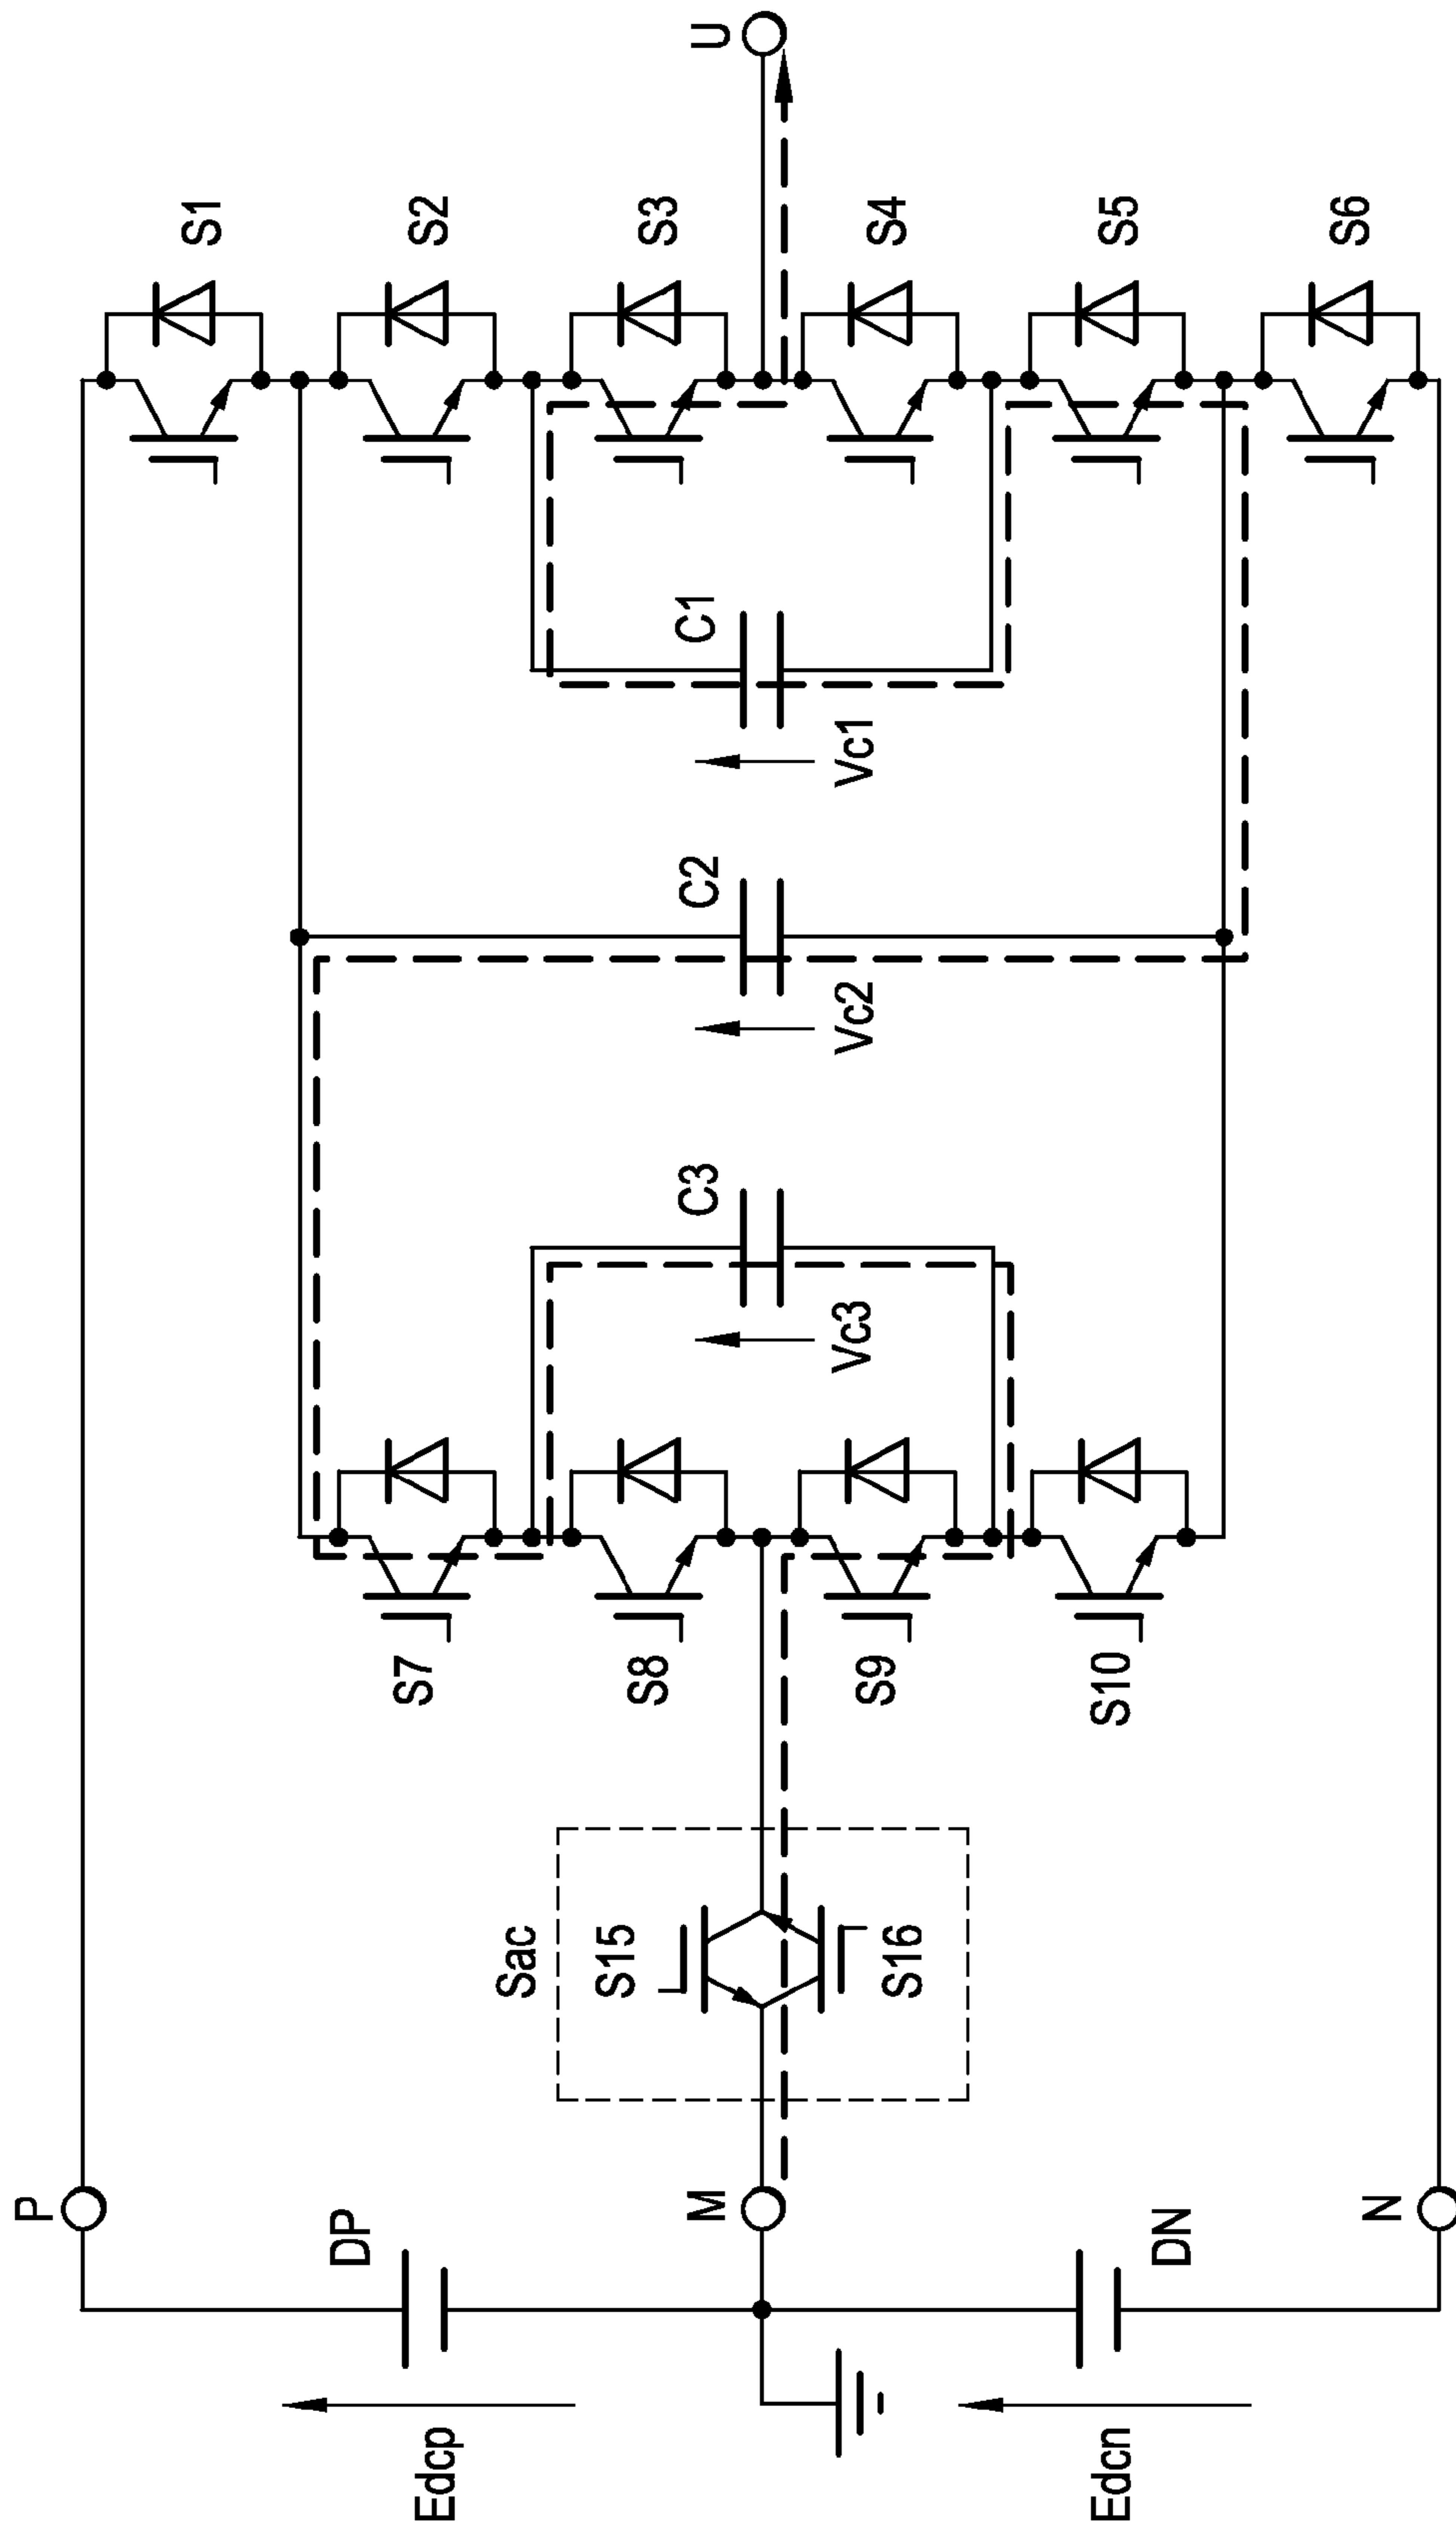 P
DP
Edcp
M
Edcn
DN
N
Sac
S15
S16
S7
S8
S9
S10
C3
Vc3
C2
Vc2
C1
Vc1
S1
S2
S3
S4
S5
S6
U